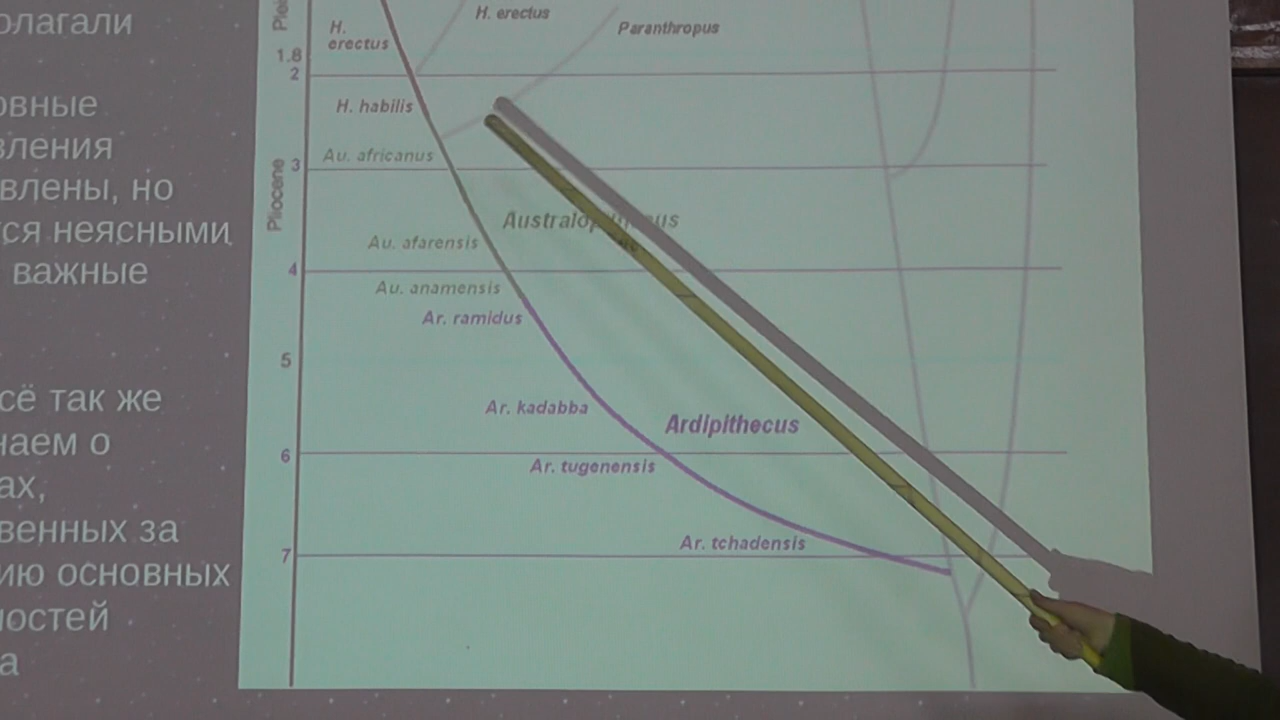 олагали
овные
вления
влены, но
ся неясными
важные
сё так же
наем о
ах,
венных за
ию основных
ностей
а
Plei
H. erectus
H.
erectus
Paranthropus
1.8
2
H. habilis
Au. africanus
3
Pliocene
Au. afarensis
4
Au. anamensis
Ar. ramidus
5
Ar. kadabba
Ardipithecus
6
Ar. tugenensis
Ar. tchadensis
7